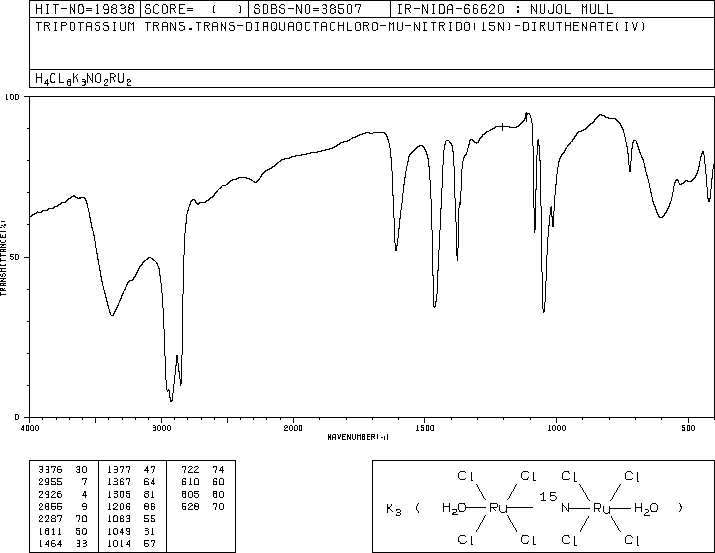 HIT-NO=19838 SCORE= ( ) SDBS-NO=38507 IR-NIDA-66620 : NUJOL MULL
TRIPOTASSIUM TRANS,TRANS-DIAQUAOCTACHLORO-MU-NITRIDO(15N)-DIRUTHENATE(IV)
H4CL8K3NO2RU2
100
50
0
TRANSMITTANCE(%)
4000 3000 2000 1500 1000 500
WAVENUMBER(-1)
3376 30 1377 47 722 74
2955 7 1367 64 610 60
2926 4 1305 81 605 60
2855 9 1206 86 528 70
2287 70 1083 55
1611 50 1049 31
1464 33 1014 57
Cl Cl Cl Cl
K3 ( H2O Ru 15 N Ru H2O )
Cl Cl Cl Cl